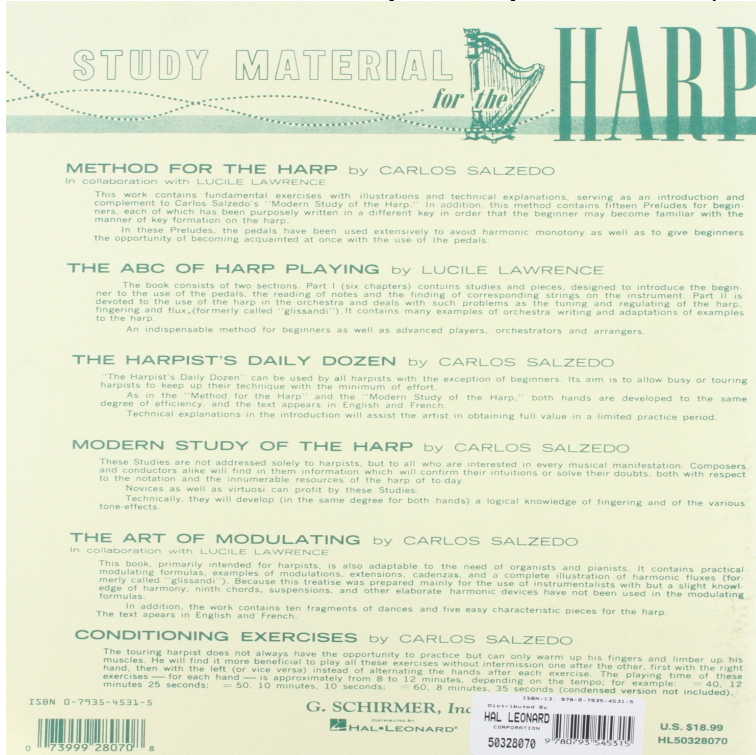 STUDY MATERIAL
for the
HARP
METHOD FOR THE HARP by CARLOS SALZEDO
In collaboration with LUCILE LAWRENCE
This work contains fundamental exercises with illustrations and technical explanations, serving as an introduction and
complement to Carlos Salzedo's "Modern Study of the Harp." In addition, this method contains fifteen Preludes for begin-
ners, each of which has been purposely written in a different key in order that the beginner may become familiar with the
manner of key formation on the harp.
In these Preludes, the pedals have been used extensively to avoid harmonic monotony as well as to give beginners
the opportunity of becoming acquainted at once with the use of the pedals.
THE ABC OF HARP PLAYING by LUCILE LAWRENCE
The book consists of two sections. Part I (six chapters) contains studies and pieces, designed to introduce the begin-
ner to the use of the pedals, the reading of notes and the finding of corresponding strings on the instrument. Part II is
devoted to the use of the harp in the orchestra and deals with such problems as the tuning and regulating of the harp,
fingering and flux, (formerly called "glissandi"). It contains many examples of orchestra writing and adaptations of examples
to the harp.
An indispensable method for beginners as well as advanced players, orchestrators and arrangers.
THE HARPIST'S DAILY DOZEN by CARLOS SALZEDO
"The Harpist's Daily Dozen" can be used by all harpists with the exception of beginners. Its aim is to allow busy or touring
harpists to keep up their technique with the minimum of effort.
As in the "Method for the Harp" and the "Modern Study of the Harp," both hands are developed to the same
degree of efficiency, and the text appears in English and French.
Technical explanations in the introduction will assist the artist in obtaining full value in a limited practice period.
MODERN STUDY OF THE HARP by CARLOS SALZEDO
These Studies are not addressed solely to harpists, but to all who are interested in every musical manifestation. Composers
and conductors alike will find in them information which will confirm their intuitions or solve their doubts, both with respect
to the notation and the innumerable resources of the harp of to-day.
Novices as well as virtuosi can profit by these Studies.
Technically, they will develop (in the same degree for both hands) a logical knowledge of fingering and of the various
tone-effects.
THE ART OF MODULATING by CARLOS SALZEDO
In collaboration with LUCILE LAWRENCE
This book, primarily intended for harpists, is also adaptable to the need of organists and pianists. It contains practical
modulating formulas, examples of modulations, extensions, cadenzas, and a complete illustration of harmonic fluxes (for-
merly called "glissandi"). Because this treatise was prepared mainly for the use of instrumentalists with but a slight knowl-
edge of harmony, ninth chords, suspensions, and other elaborate harmonic devices have not been used in the modulating
formulas.
In addition, the work contains ten fragments of dances and five easy characteristic pieces for the harp.
The text apears in English and French.
CONDITIONING EXERCISES by CARLOS SALZEDO
The touring harpist does not always have the opportunity to practice but can only warm up his fingers and limber up his
muscles. He will find it more beneficial to play all these exercises without intermission one after the other, first with the right
hand, then with the left (or vice versa) instead of alternating the hands after each exercise. The playing time of these
exercises — for each hand — is approximately from 8 to 12 minutes, depending on the tempo; for example: = 40, 12
minutes 25 seconds; = 50, 10 minutes, 10 seconds; = 60, 8 minutes, 35 seconds (condensed version not included).
ISBN 0-7935-4531-5
G. SCHIRMER, Inc
DISTRIBUTED BY
HAL•LEONARD
0 73999 28070 8
ISBN-13: 978-0-7935-4531-5
Distributed By
HAL LEONARD
CORPORATION
50328070
9 780793 545315
U.S. $18.99
HL50328070